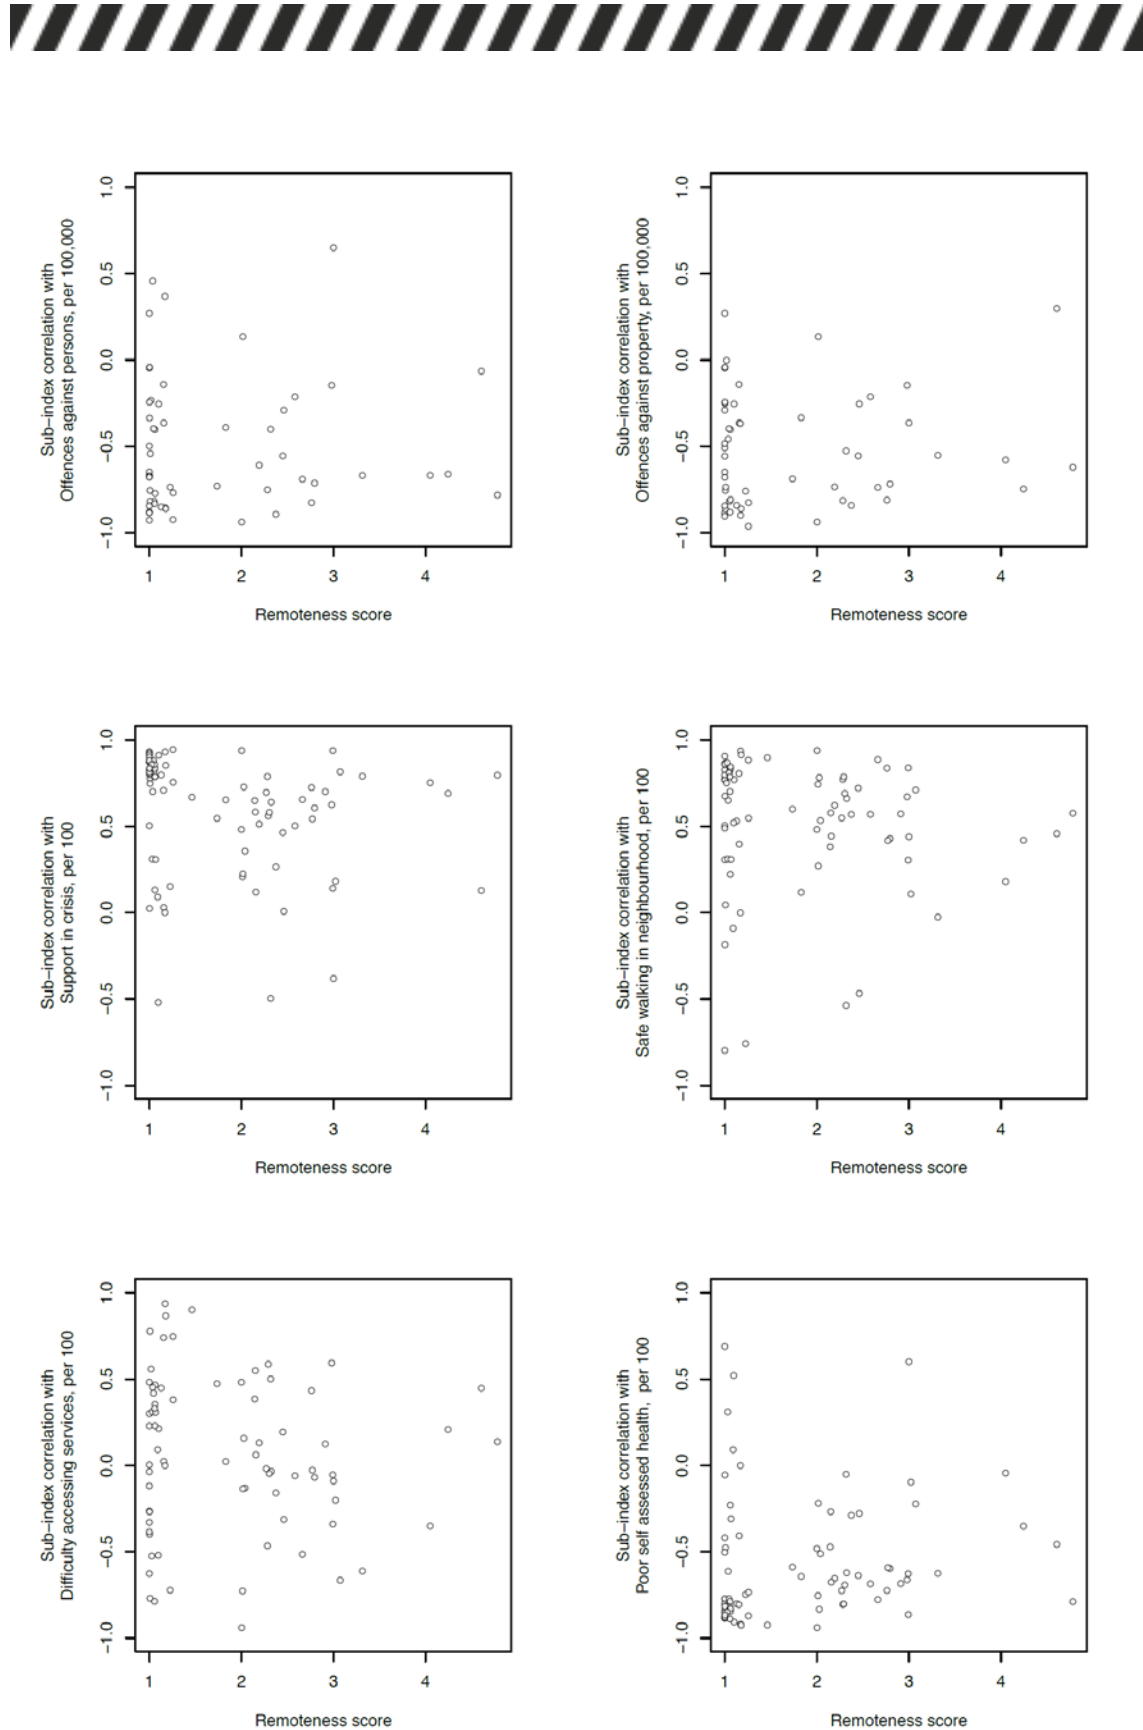 Sub-index correlation with
Offences against persons, per 100,000
1.0
0.5
0.0
-0.5
-1.0
1 2 3 4
Remoteness score
Sub-index correlation with
Offences against property, per 100,000
1.0
0.5
0.0
-0.5
-1.0
1 2 3 4
Remoteness score
Sub-index correlation with
Support in crisis, per 100
1.0
0.5
0.0
-0.5
-1.0
1 2 3 4
Remoteness score
Sub-index correlation with
Safe walking in neighbourhood, per 100
1.0
0.5
0.0
-0.5
-1.0
1 2 3 4
Remoteness score
Sub-index correlation with
Difficulty accessing services, per 100
1.0
0.5
0.0
-0.5
-1.0
1 2 3 4
Remoteness score
Sub-index correlation with
Poor self assessed health, per 100
1.0
0.5
0.0
-0.5
-1.0
1 2 3 4
Remoteness score